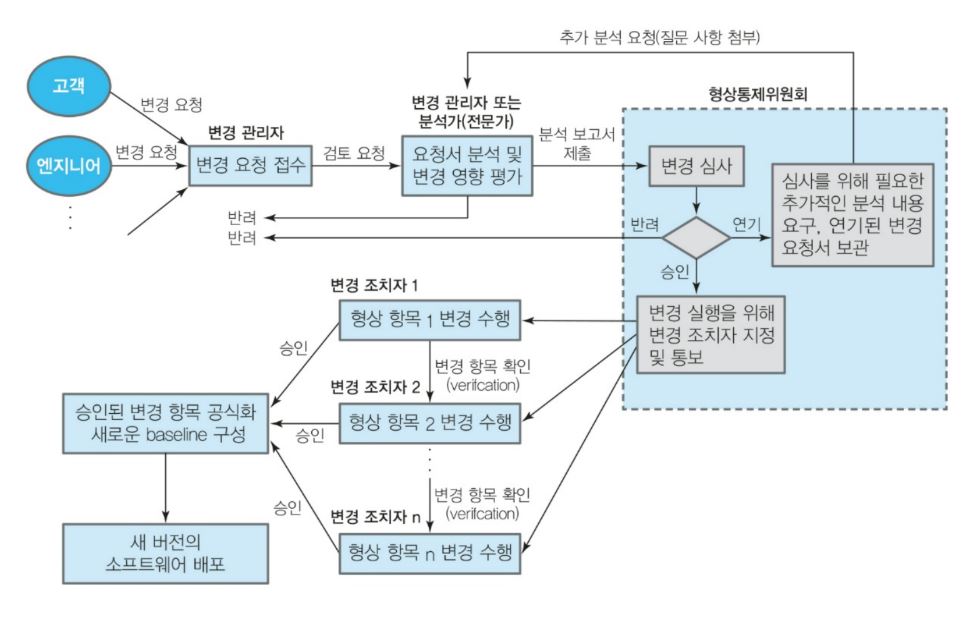 추가 분석 요청(질문 사항 첨부)
고객
변경 요청
변경 관리자 또는
분석가(전문가)
형상통제위원회
변경 관리자
분석 보고서
제출
엔지니어
변경 요청
변경 요청 접수
검토 요청
요청서 분석 및
변경 영향 평가
변경 심사
심사를 위해 필요한
추가적인 분석 내용
요구, 연기된 변경
요청서 보관
반려
반려
반려
연기
승인
변경 조치자 1
형상 항목 1 변경 수행
변경 실행을 위해
변경 조치자 지정
및 통보
승인
변경 항목 확인
(verifcation)
변경 조치자 2
승인된 변경 항목 공식화
새로운 baseline 구성
승인
형상 항목 2 변경 수행
승인
변경 항목 확인
(verifcation)
변경 조치자 n
새 버전의
소프트웨어 배포
형상 항목 n 변경 수행